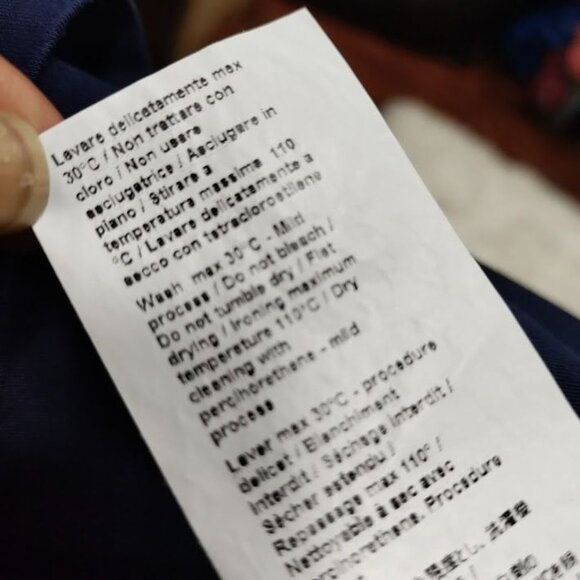 Lavare delicatamente max
30°C / Non trattare con
cloro / Non usare
asciugatrice / Asciugare in
piano / Stirare a
temperatura massima 110
°C / Lavare delicatamente a
secco con tetracloroetilene
Wash max 30°C - Mild
process / Do not bleach /
Do not tumble dry / Flat
drying / Ironing maximum
temperature 110°C / Dry
cleaning with
perclhorethene - mild
process
Laver max 30°C - procédure
délicat / Blanchiment
interdit / Séchage interdit /
Sécher estendu /
Repassage max 110° /
Nettoyable à sec avec
perclhorethene. Procedure